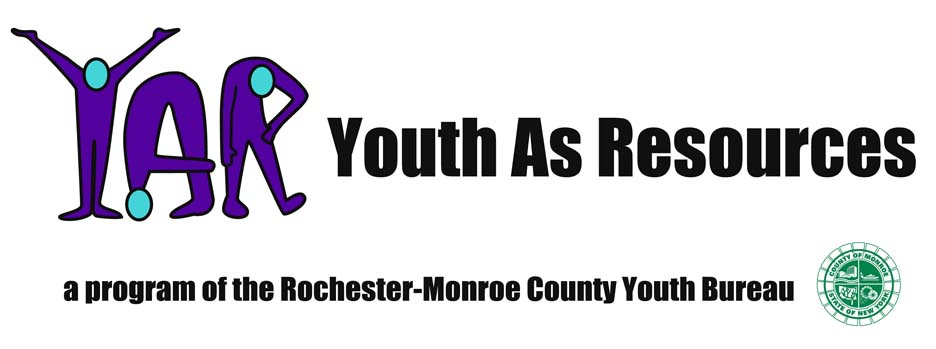 YAR
Youth As Resources
a program of the Rochester-Monroe County Youth Bureau
COUNTY OF MONROE
STATE OF NEW YORK